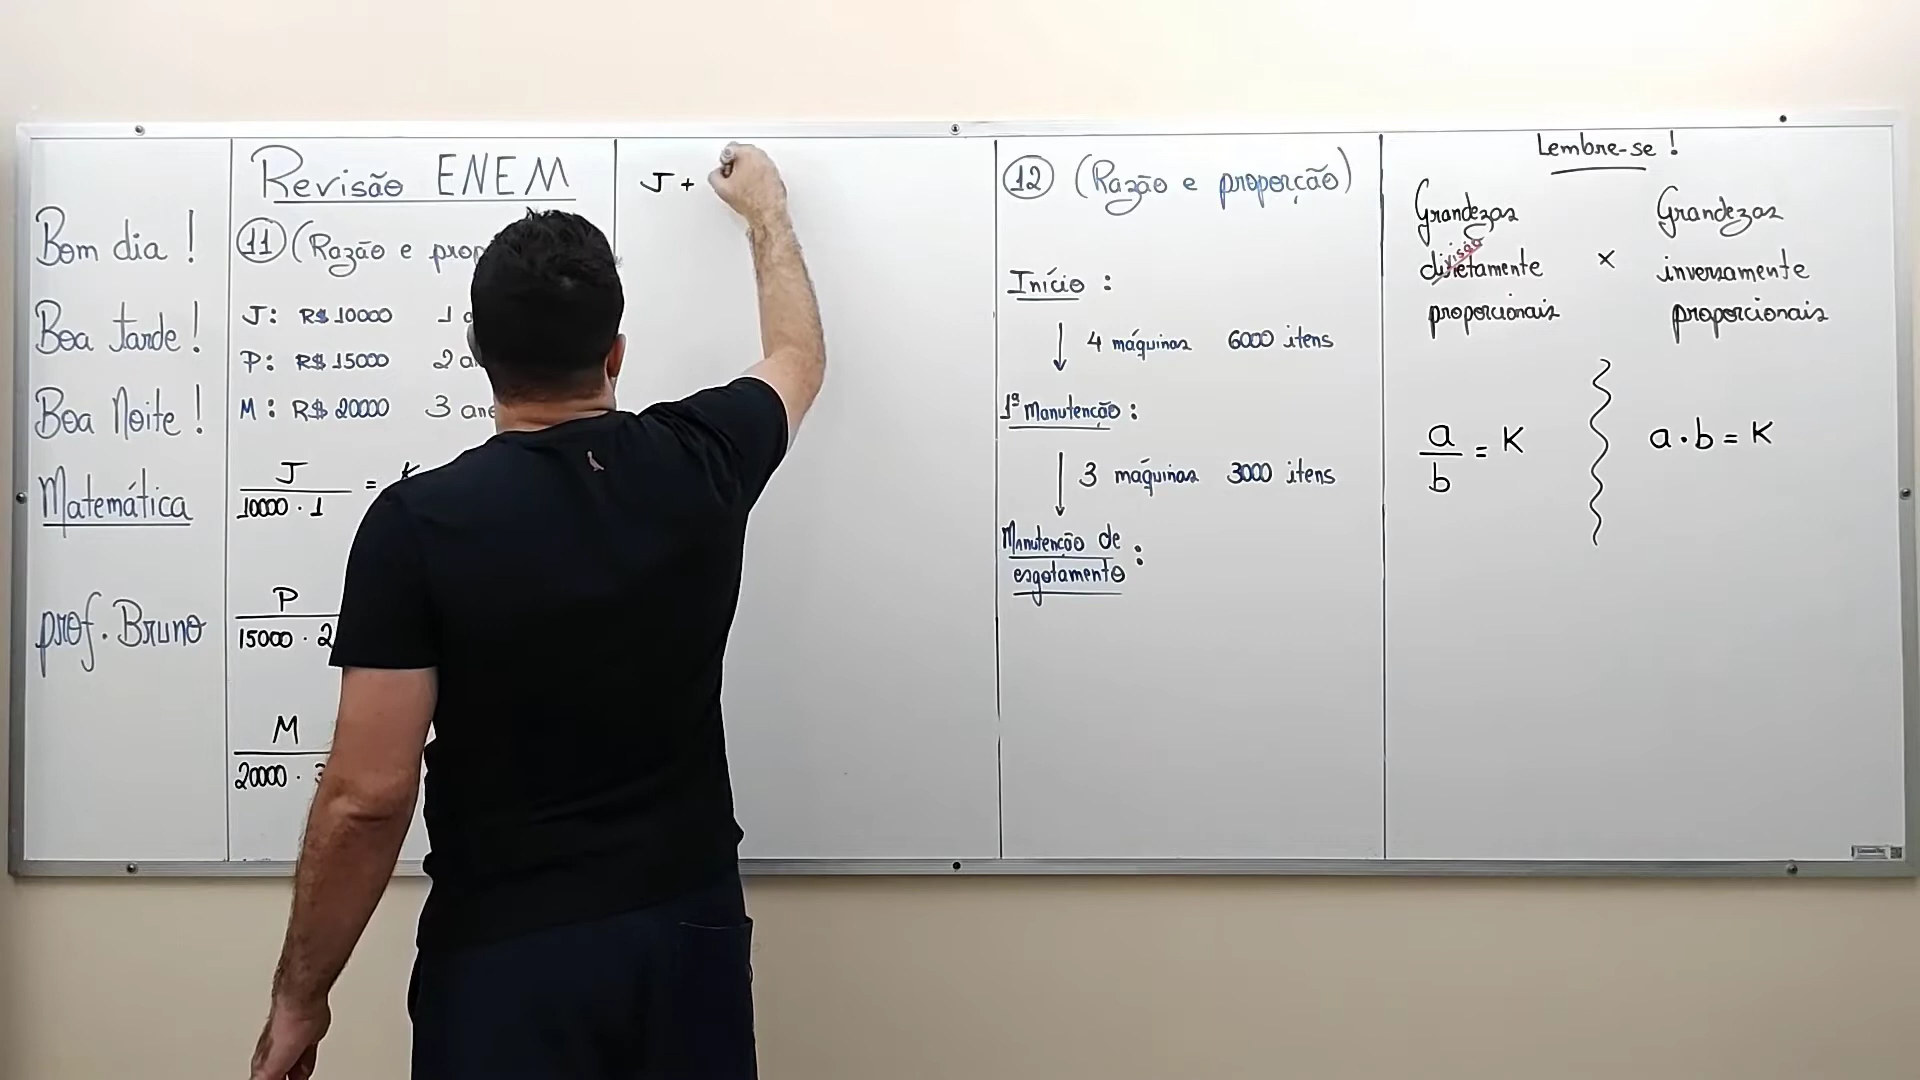 Bom dia !
Boa tarde !
Boa Noite !
Matemática
prof. Bruno
Revisão ENEM
11 (Razão e prop
J: R$ 10000 1 a
P: R$ 15000 2 a
M: R$ 20000 3 ano
J
10000 · 1
= K
P
15000 · 2
M
20000 · 3
J +
12 (Razão e proporção)
Início :
4 máquinas 6000 itens
1ª Manutenção :
3 máquinas 3000 itens
Manutenção de
esgotamento :
Lembre-se !
Grandezas
divisão
diretamente
proporcionais
x
Grandezas
inversamente
proporcionais
a
b
= K
a · b = K